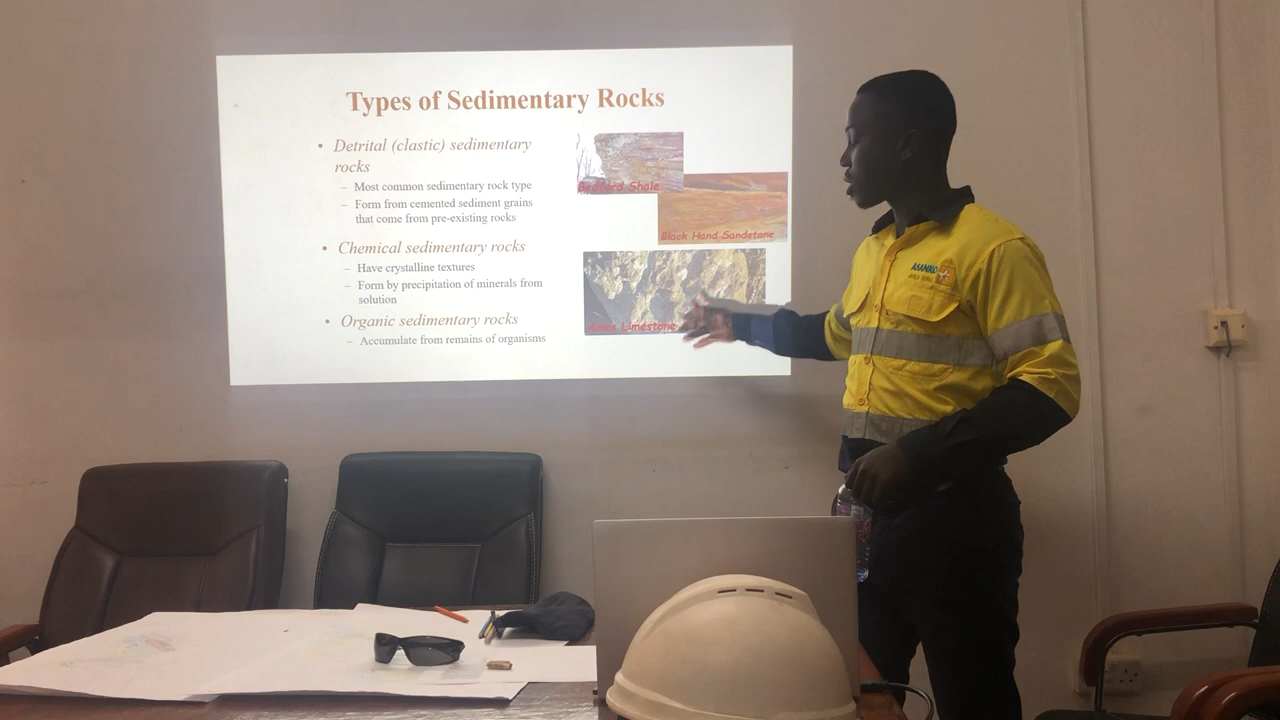 Types of Sedimentary Rocks
• Detrital (clastic) sedimentary
rocks
– Most common sedimentary rock type
– Form from cemented sediment grains
that come from pre-existing rocks
• Chemical sedimentary rocks
– Have crystalline textures
– Form by precipitation of minerals from
solution
• Organic sedimentary rocks
– Accumulate from remains of organisms
Bedford Shale
Black Hand Sandstone
Limestone
ASANKO